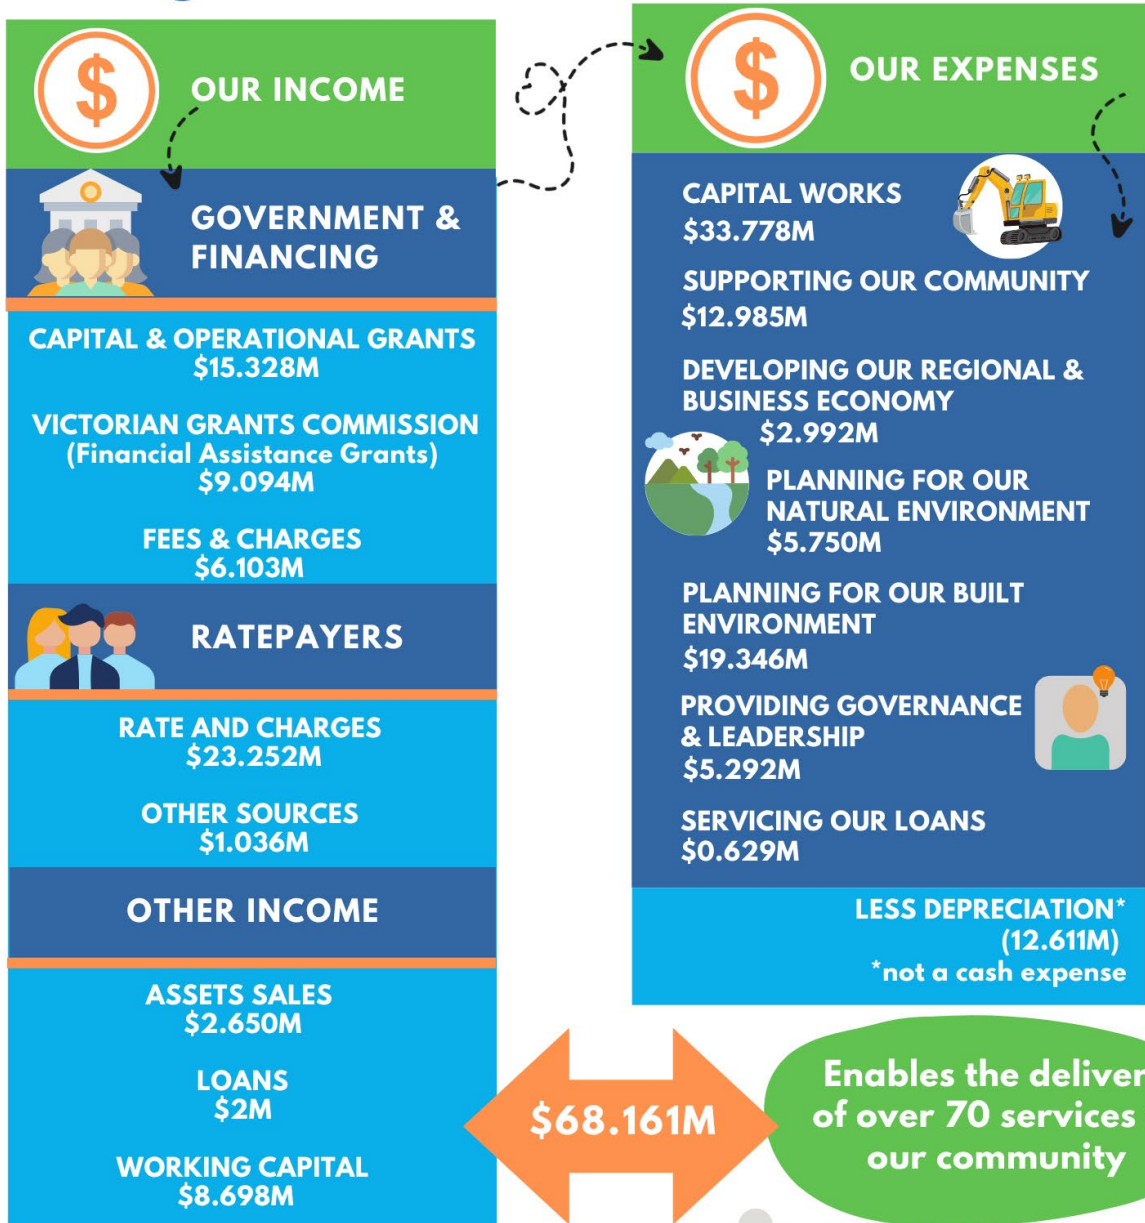 OUR INCOME
GOVERNMENT &
FINANCING
CAPITAL & OPERATIONAL GRANTS
$15.328M
VICTORIAN GRANTS COMMISSION
(Financial Assistance Grants)
$9.094M
FEES & CHARGES
$6.103M
RATEPAYERS
RATE AND CHARGES
$23.252M
OTHER SOURCES
$1.036M
OTHER INCOME
ASSETS SALES
$2.650M
LOANS
$2M
WORKING CAPITAL
$8.698M
OUR EXPENSES
CAPITAL WORKS
$33.778M
SUPPORTING OUR COMMUNITY
$12.985M
DEVELOPING OUR REGIONAL &
BUSINESS ECONOMY
$2.992M
PLANNING FOR OUR
NATURAL ENVIRONMENT
$5.750M
PLANNING FOR OUR BUILT
ENVIRONMENT
$19.346M
PROVIDING GOVERNANCE
& LEADERSHIP
$5.292M
SERVICING OUR LOANS
$0.629M
LESS DEPRECIATION*
(12.611M)
*not a cash expense
$68.161M
Enables the deliver
of over 70 services
our community